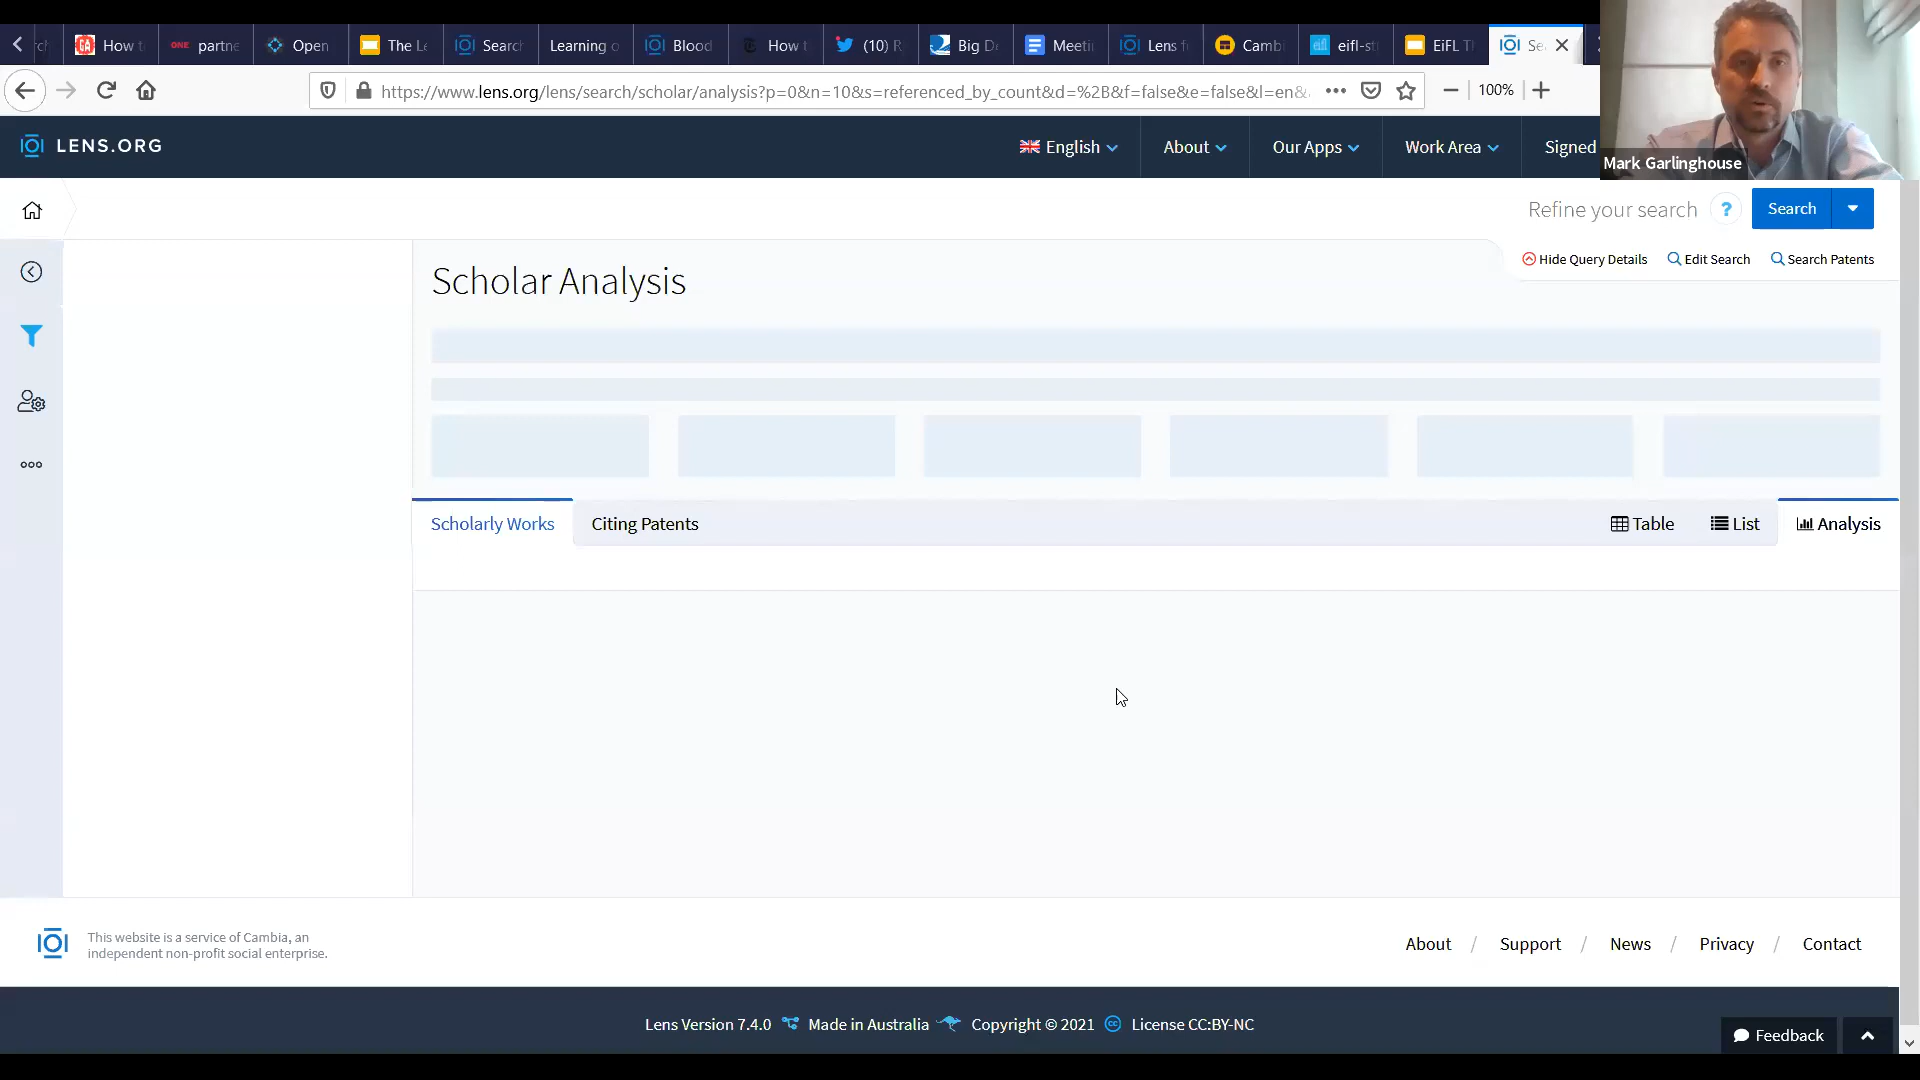 How t
ONE partne
Open
The Le
Search
Learning o
Blood
How t
(10) R
Big D
Meeti
Lens f
Cambi
eifl-st
EiFL T
Se
https://www.lens.org/lens/search/scholar/analysis?p=0&n=10&s=referenced_by_count&d=%2B&f=false&e=false&l=en&
100%
Mark Garlinghouse
LENS.ORG
English
About
Our Apps
Work Area
Signed
Refine your search
?
Search
Hide Query Details
Edit Search
Search Patents
Scholar Analysis
Scholarly Works
Citing Patents
Table
List
Analysis
This website is a service of Cambia, an
independent non-profit social enterprise.
About / Support / News / Privacy / Contact
Lens Version 7.4.0 Made in Australia Copyright © 2021 License CC:BY-NC
Feedback